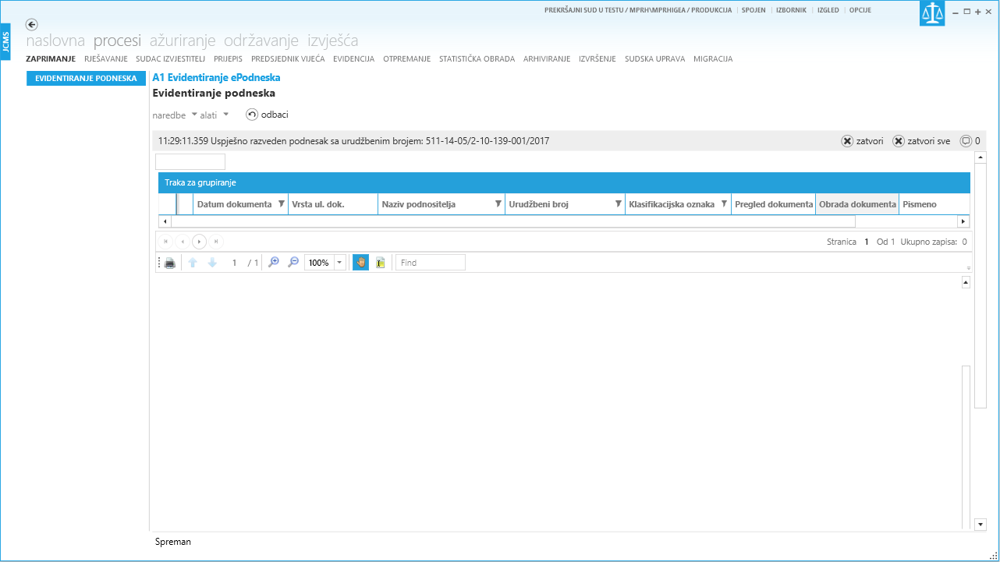 PREKRŠAJNI SUD U TESTU / MPRH\MPRHIGEA / PRODUKCIJA | SPOJEN | IZBORNIK | IZGLED | OPCIJE
JCMS
naslovna procesi ažuriranje održavanje izvješća
ZAPRIMANJE RJEŠAVANJE SUDAC IZVJESTITELJ PRIJEPIS PREDSJEDNIK VIJEĆA EVIDENCIJA OTPREMANJE STATISTIČKA OBRADA ARHIVIRANJE IZVRŠENJE SUDSKA UPRAVA MIGRACIJA
EVIDENTIRANJE PODNESKA
A1 Evidentiranje ePodneska
Evidentiranje podneska
naredbe alati odbaci
11:29:11.359 Uspješno razveden podnesak sa urudžbenim brojem: 511-14-05/2-10-139-001/2017 zatvori zatvori sve 0
Traka za grupiranje
Datum dokumenta Vrsta ul. dok. Naziv podnositelja Urudžbeni broj Klasifikacijska oznaka Pregled dokumenta Obrada dokumenta Pismeno
Stranica 1 Od 1 Ukupno zapisa: 0
1 / 1 100% Find
Spreman